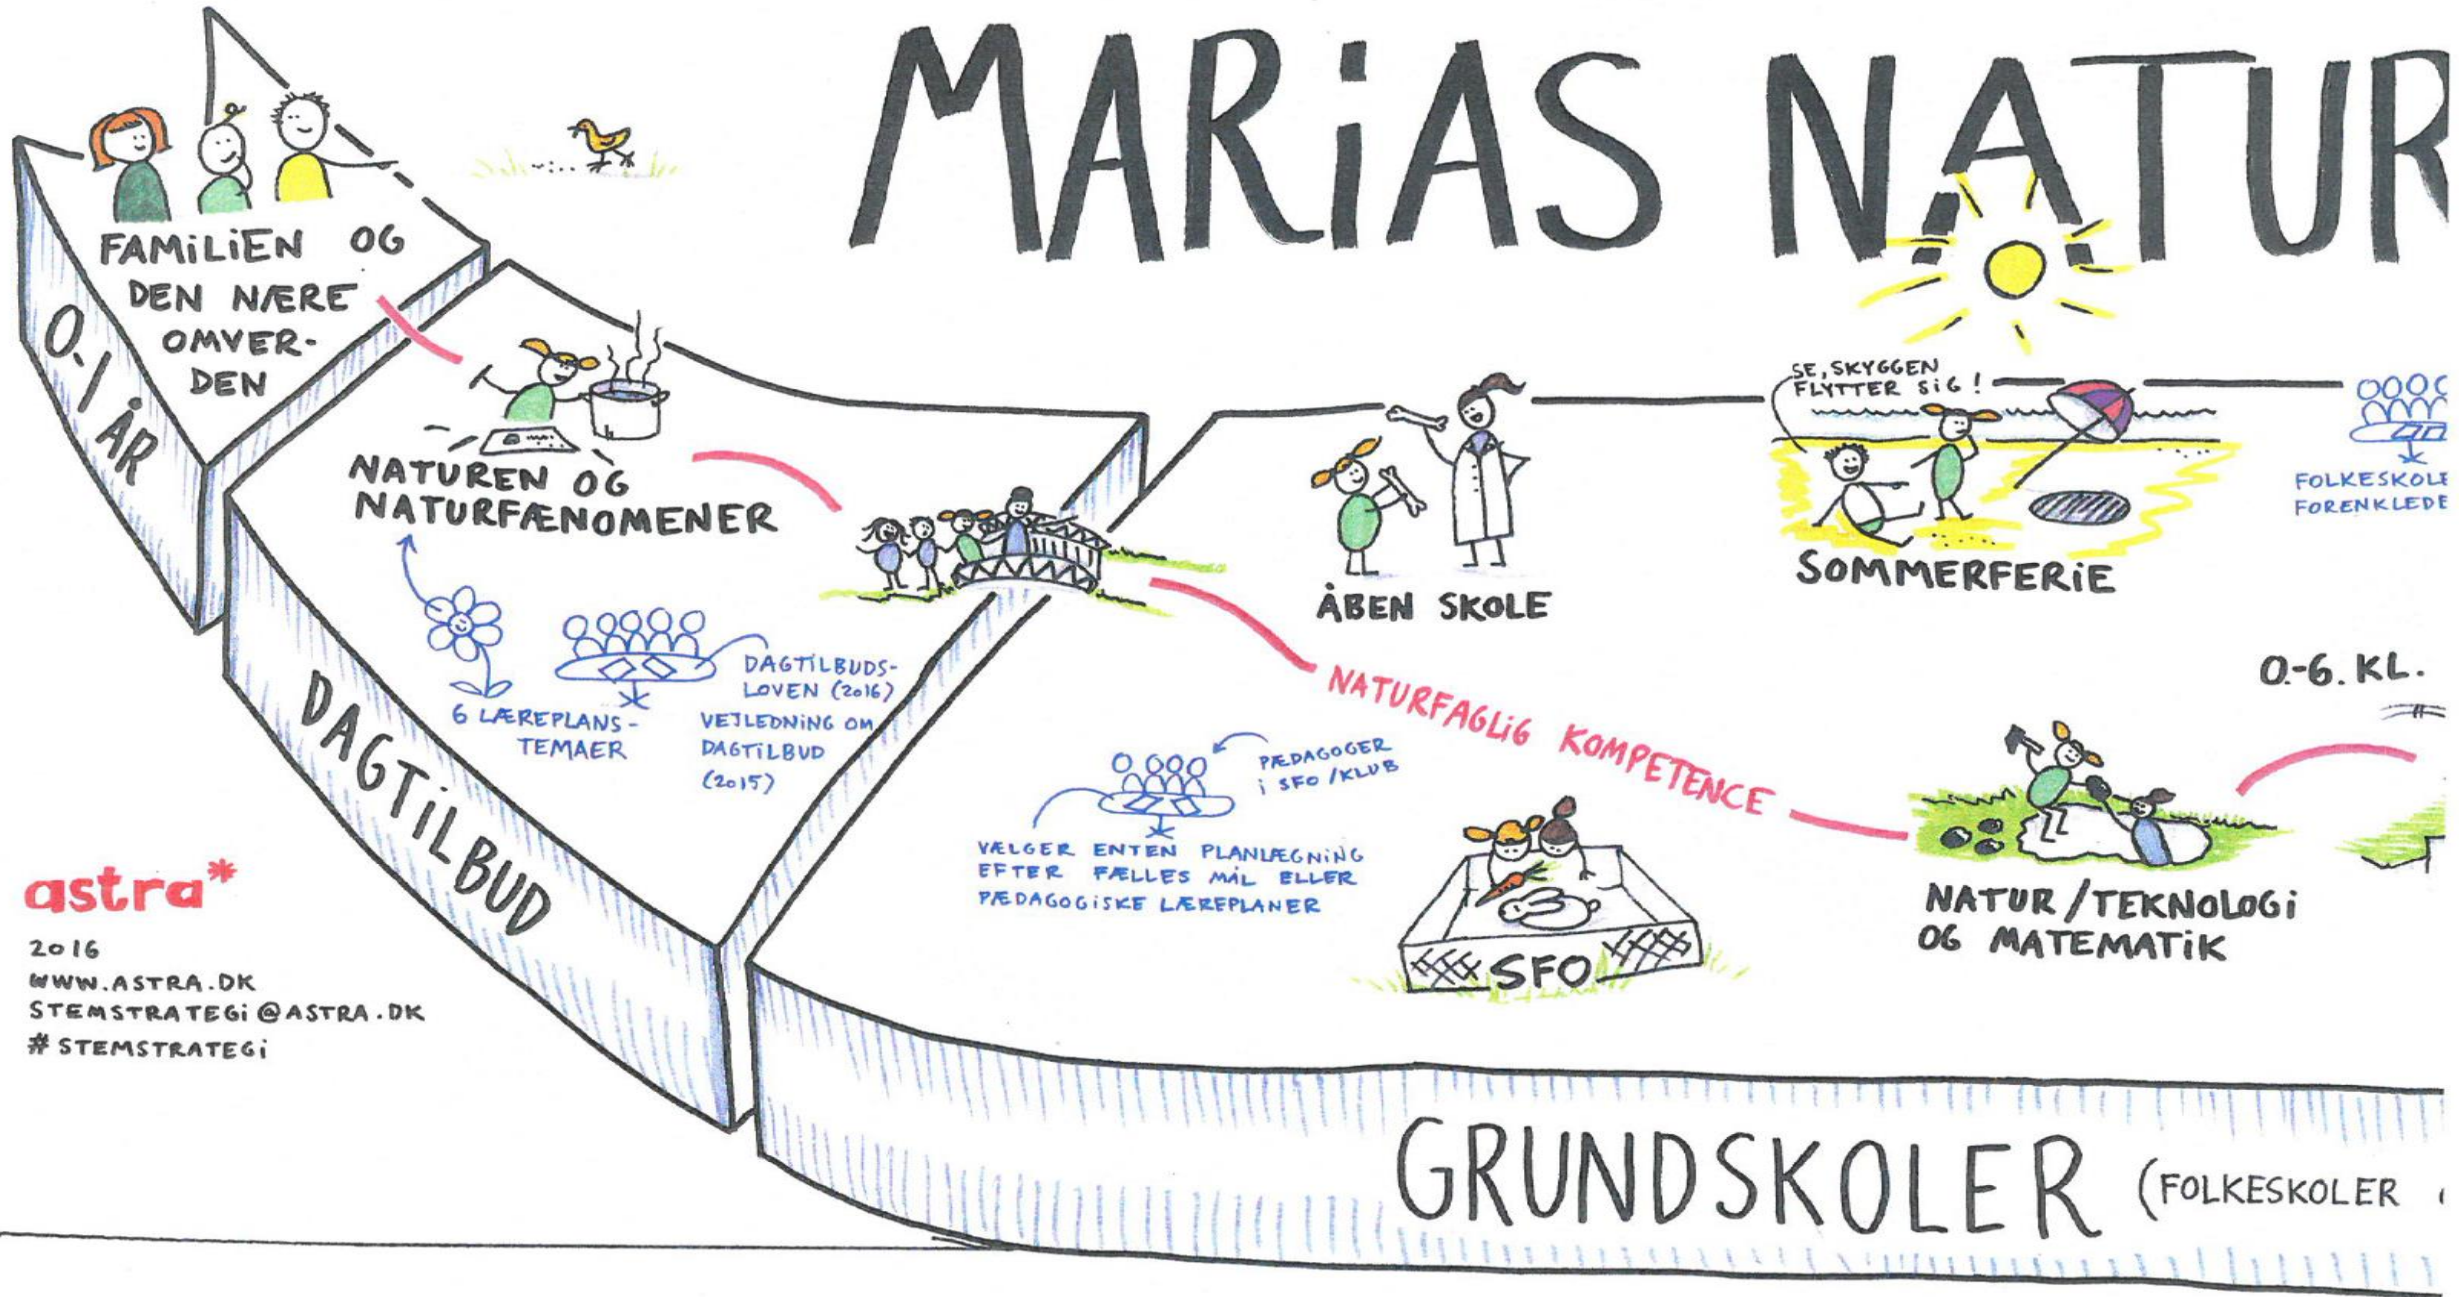 MARiAS NATUR
FAMiLiEN OG
DEN NÆRE
OMVER-
DEN
0-1 ÅR
NATUREN OG
NATURFÆNOMENER
6 LÆREPLANS-
TEMAER
DAGTiLBUDS-
LOVEN (2016)
VEJLEDNiNG OM
DAGTiLBUD
(2015)
DAGTiLBUD
ÅBEN SKOLE
SE, SKYGGEN
FLYTTER SiG!
SOMMERFERiE
FOLKESKOLE
FORENKLEDE
NATURFAGLiG KOMPETENCE
0.-6. KL.
PÆDAGOGER
i SFO/KLUB
VÆLGER ENTEN PLANLÆGNiNG
EFTER FÆLLES MÅL ELLER
PÆDAGOGiSKE LÆREPLANER
SFO
NATUR/TEKNOLOGi
OG MATEMATiK
astra*
2016
WWW.ASTRA.DK
STEMSTRATEGi@ASTRA.DK
#STEMSTRATEGi
GRUNDSKOLER (FOLKESKOLER